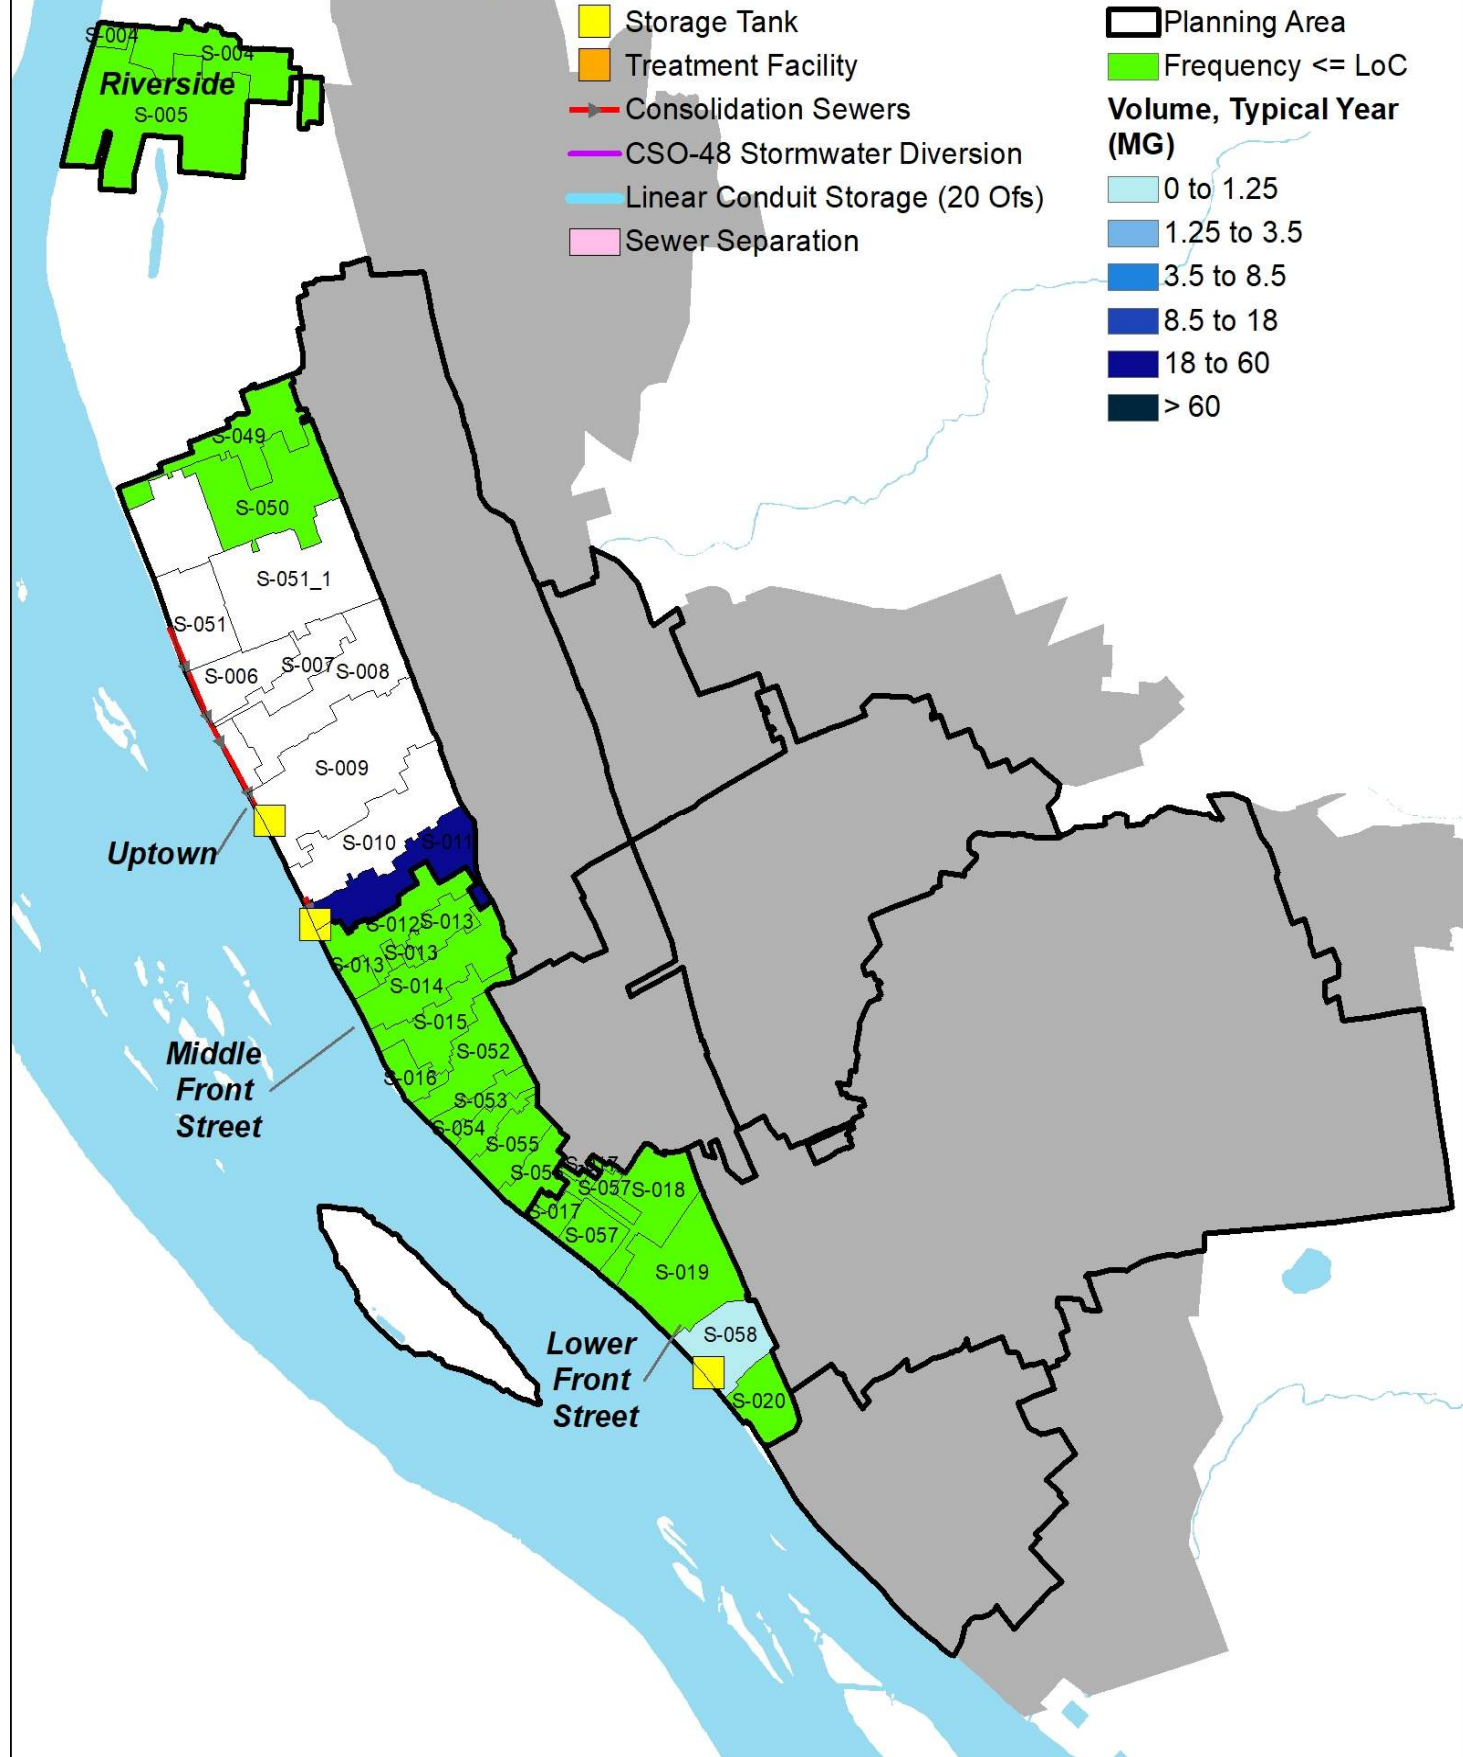 Storage Tank
Treatment Facility
Consolidation Sewers
CSO-48 Stormwater Diversion
Linear Conduit Storage (20 Ofs)
Sewer Separation
Planning Area
Frequency <= LoC
Volume, Typical Year
(MG)
0 to 1.25
1.25 to 3.5
3.5 to 8.5
8.5 to 18
18 to 60
> 60
S-004
S-004
Riverside
S-005
S-049
S-050
S-051_1
S-051
S-006
S-007
S-008
S-009
Uptown
S-010
S-011
S-012
S-013
S-013
S-013
S-014
S-015
S-052
S-016
S-053
S-054
S-055
Middle
Front
Street
S-057
S-018
S-017
S-057
S-019
S-058
S-020
Lower
Front
Street